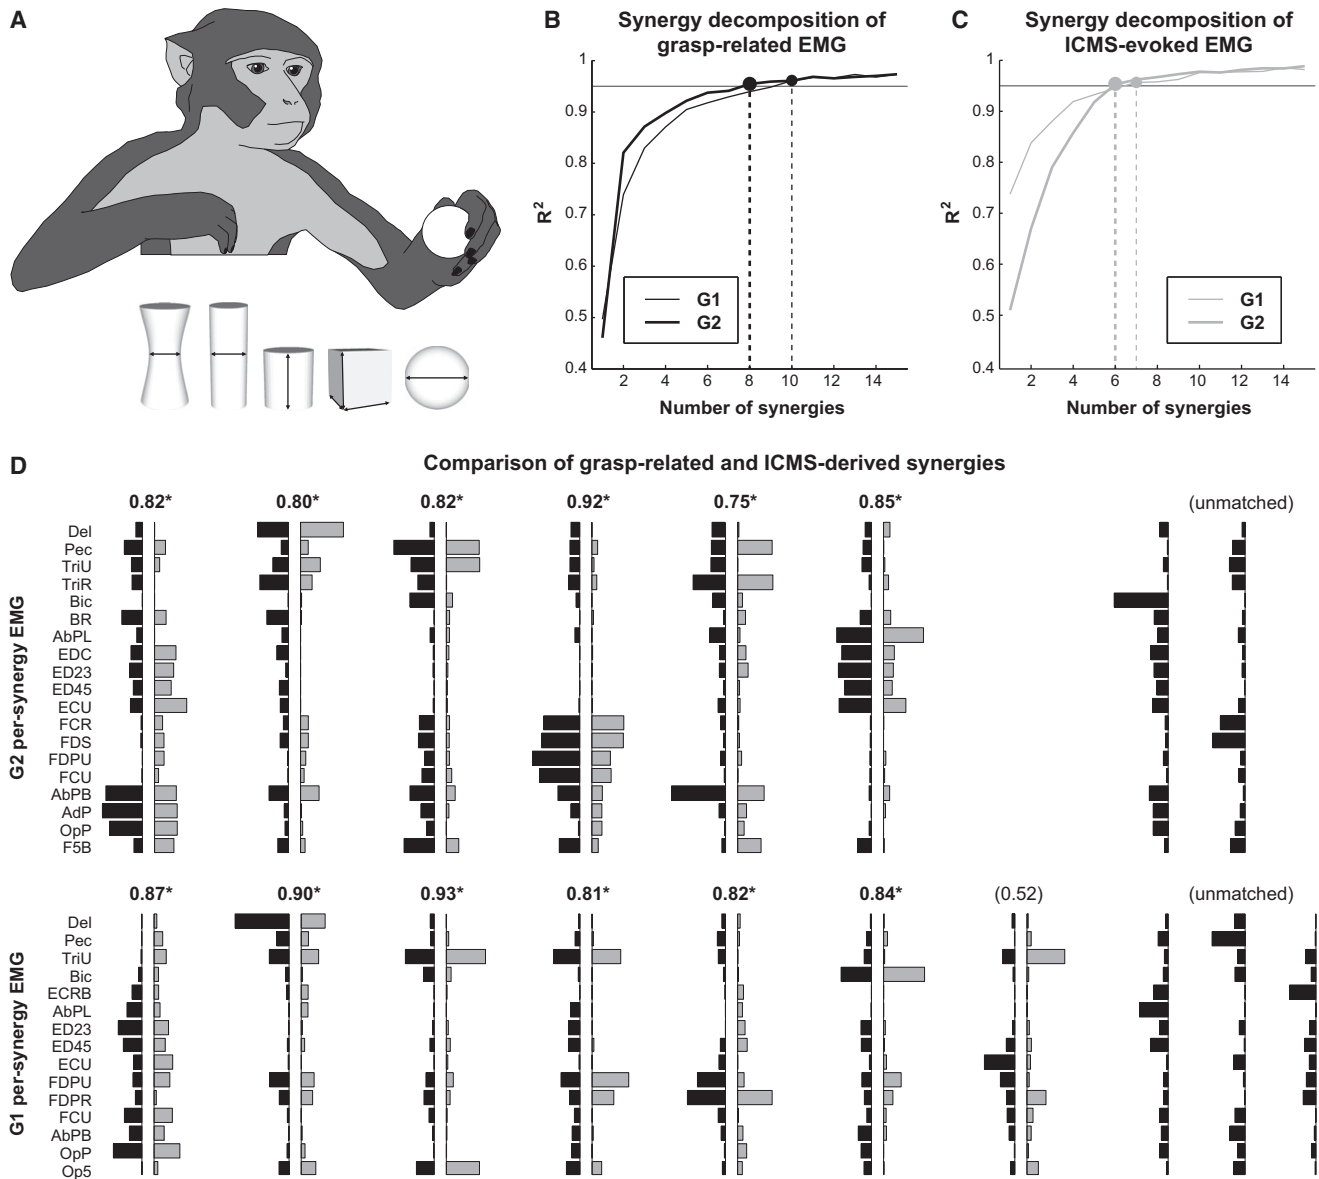 A
B
Synergy decomposition of
grasp-related EMG
1
0.9
0.8
0.7
0.6
0.5
0.4
R2
G1
G2
2 4 6 8 10 12 14
Number of synergies
C
Synergy decomposition of
ICMS-evoked EMG
1
0.9
0.8
0.7
0.6
0.5
0.4
R2
G1
G2
2 4 6 8 10 12 14
Number of synergies
D
Comparison of grasp-related and ICMS-derived synergies
G2 per-synergy EMG
0.82* 0.80* 0.82* 0.92* 0.75* 0.85* (unmatched)
Del
Pec
TriU
TriR
Bic
BR
AbPL
EDC
ED23
ED45
ECU
FCR
FDS
FDPU
FCU
AbPB
AdP
OpP
F5B
G1 per-synergy EMG
0.87* 0.90* 0.93* 0.81* 0.82* 0.84* (0.52) (unmatched)
Del
Pec
TriU
Bic
ECRB
AbPL
ED23
ED45
ECU
FDPU
FDPR
FCU
AbPB
OpP
Op5